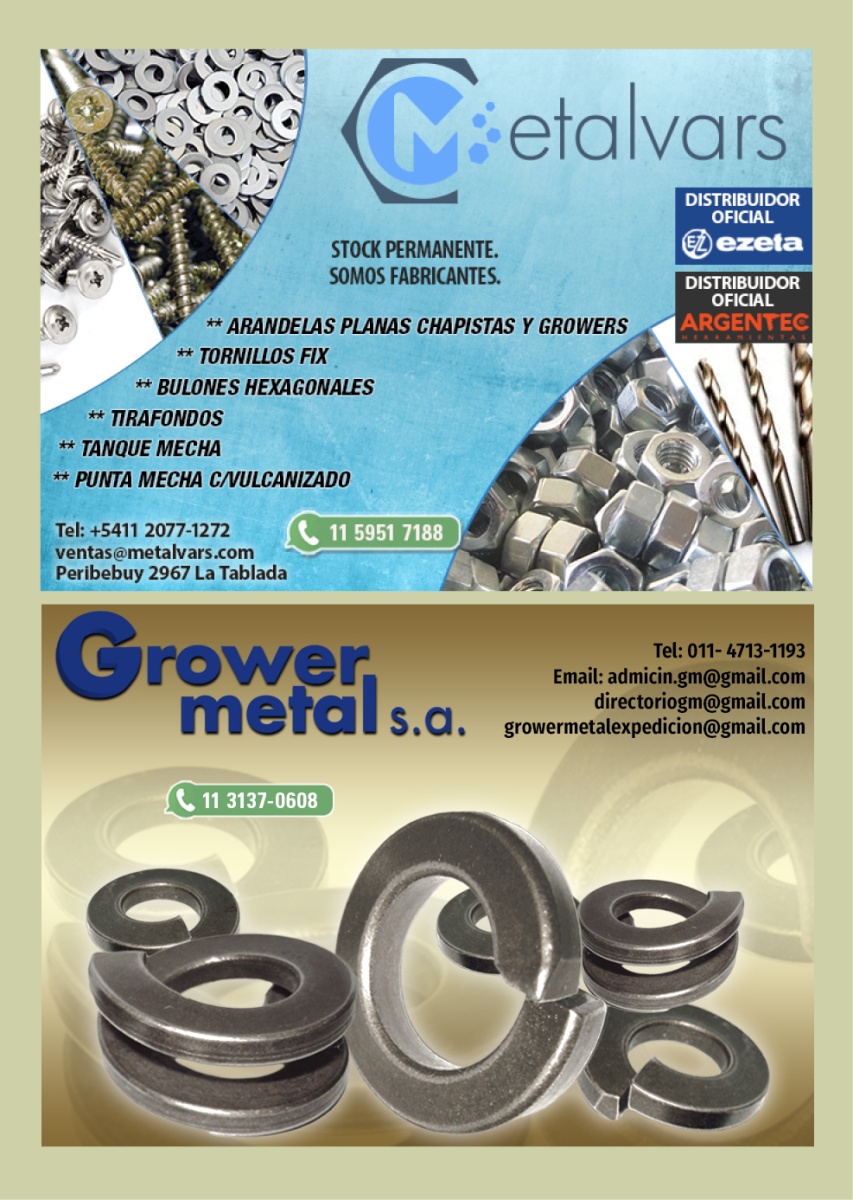 Metalvars
DISTRIBUIDOR
OFICIAL
EZ ezeta
DISTRIBUIDOR
OFICIAL
ARGENTEC
HERRAMIENTAS
STOCK PERMANENTE.
SOMOS FABRICANTES.
** ARANDELAS PLANAS CHAPISTAS Y GROWERS
** TORNILLOS FIX
** BULONES HEXAGONALES
** TIRAFONDOS
** TANQUE MECHA
** PUNTA MECHA C/VULCANIZADO
Tel: +5411 2077-1272
ventas@metalvars.com
Peribebuy 2967 La Tablada
11 5951 7188
Grower
metal s.a.
Tel: 011- 4713-1193
Email: admicin.gm@gmail.com
directoriogm@gmail.com
growermetalexpedicion@gmail.com
11 3137-0608